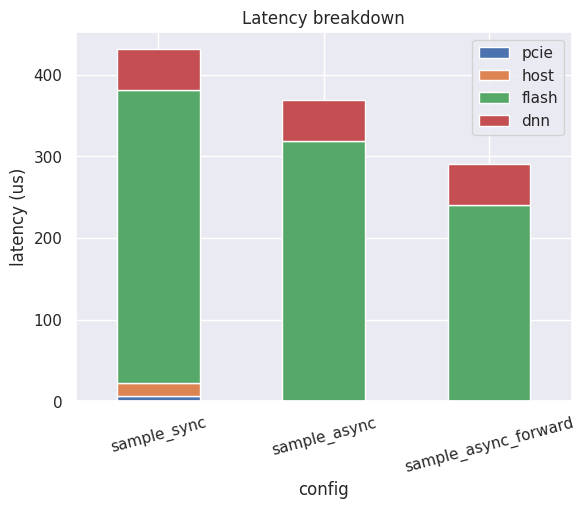 Latency breakdown
pcie
host
flash
dnn
latency (us)
400
300
200
100
0
sample_sync
sample_async
sample_async_forward
config